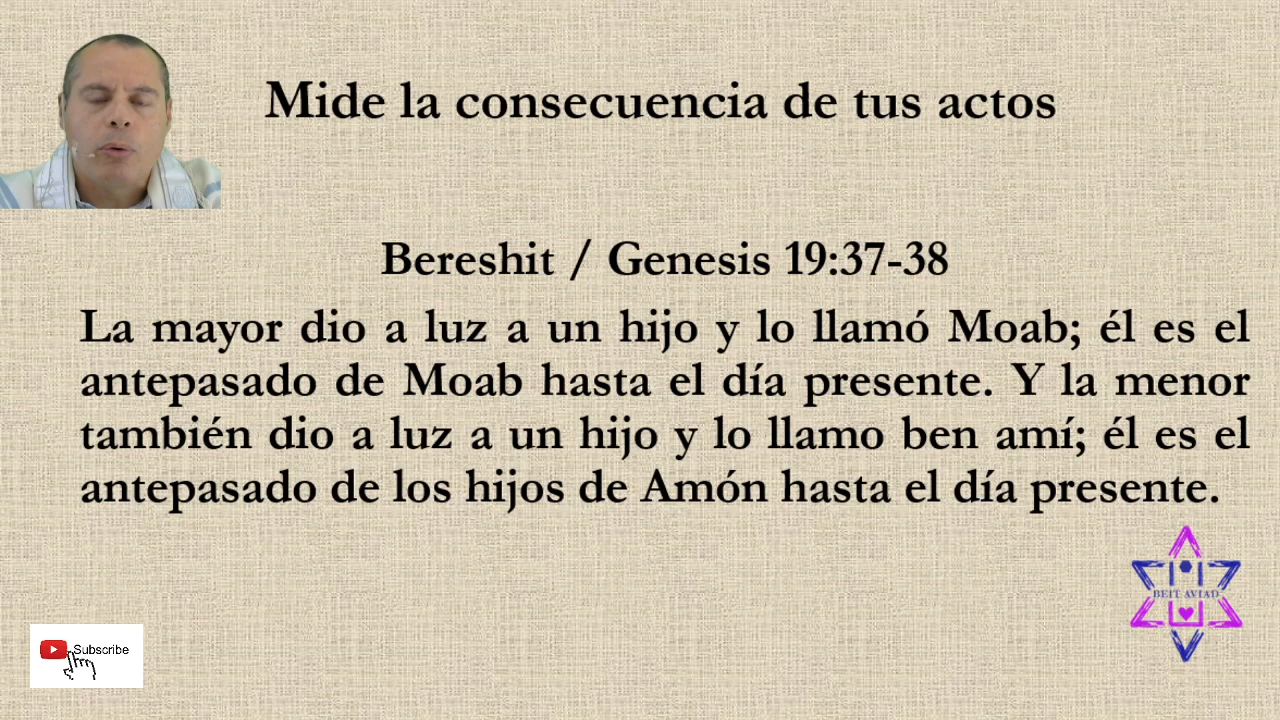 Mide la consecuencia de tus actos
Bereshit / Genesis 19:37-38
La mayor dio a luz a un hijo y lo llamó Moab; él es el
antepasado de Moab hasta el día presente. Y la menor
también dio a luz a un hijo y lo llamo ben amí; él es el
antepasado de los hijos de Amón hasta el día presente.
BEIT AVIAD
Subscribe